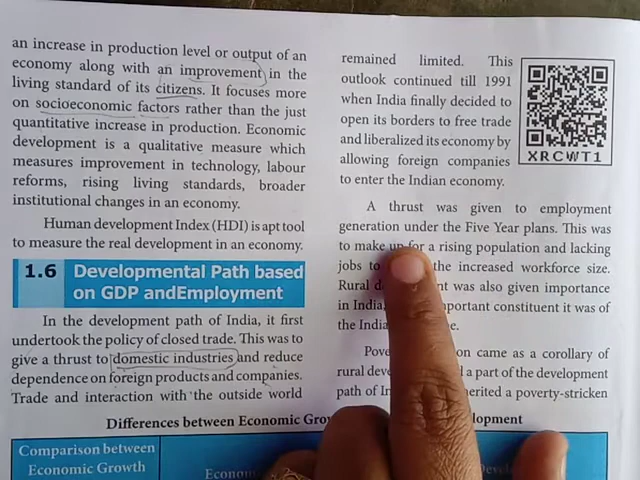 an increase in production level or output of an
economy along with an improvement in the
living standard of its citizens. It focuses more
on socioeconomic factors rather than the just
quantitative increase in production. Economic
development is a qualitative measure which
measures improvement in technology, labour
reforms, rising living standards, broader
institutional changes in an economy.
Human development Index (HDI) is apt tool
to measure the real development in an economy.
1.6 Developmental Path based
on GDP andEmployment
In the development path of India, it first
undertook the policy of closed trade. This was to
give a thrust to domestic industries and reduce
dependence on foreign products and companies.
Trade and interaction with the outside world
remained limited. This
outlook continued till 1991
when India finally decided to
open its borders to free trade
and liberalized its economy by
allowing foreign companies
to enter the Indian economy.
XRCWT1
A thrust was given to employment
generation under the Five Year plans. This was
to make up for a rising population and lacking
jobs to the increased workforce size.
Rural was also given importance
in India, important constituent it was of
the
came as a corollary of
rural a part of the development
path of a poverty-stricken
Differences between Economic
Comparison between
Economic Growth